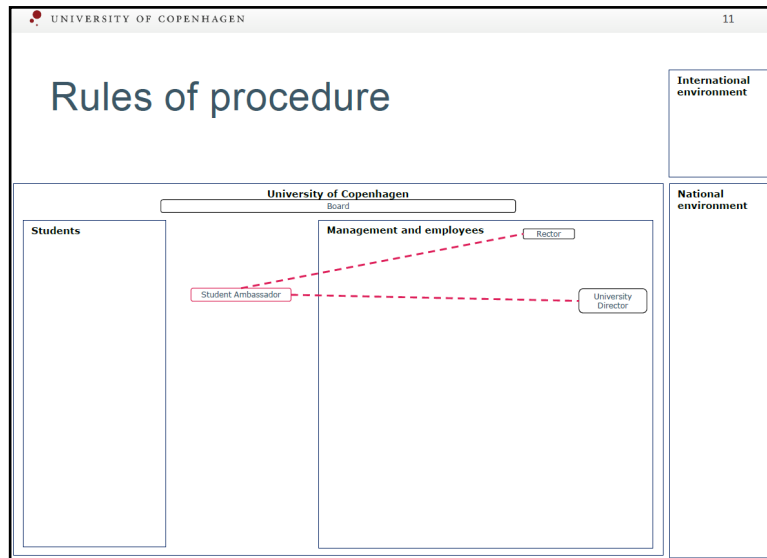 UNIVERSITY OF COPENHAGEN
11
Rules of procedure
International
environment
University of Copenhagen
Board
National
environment
Students
Management and employees
Rector
Student Ambassador
University
Director